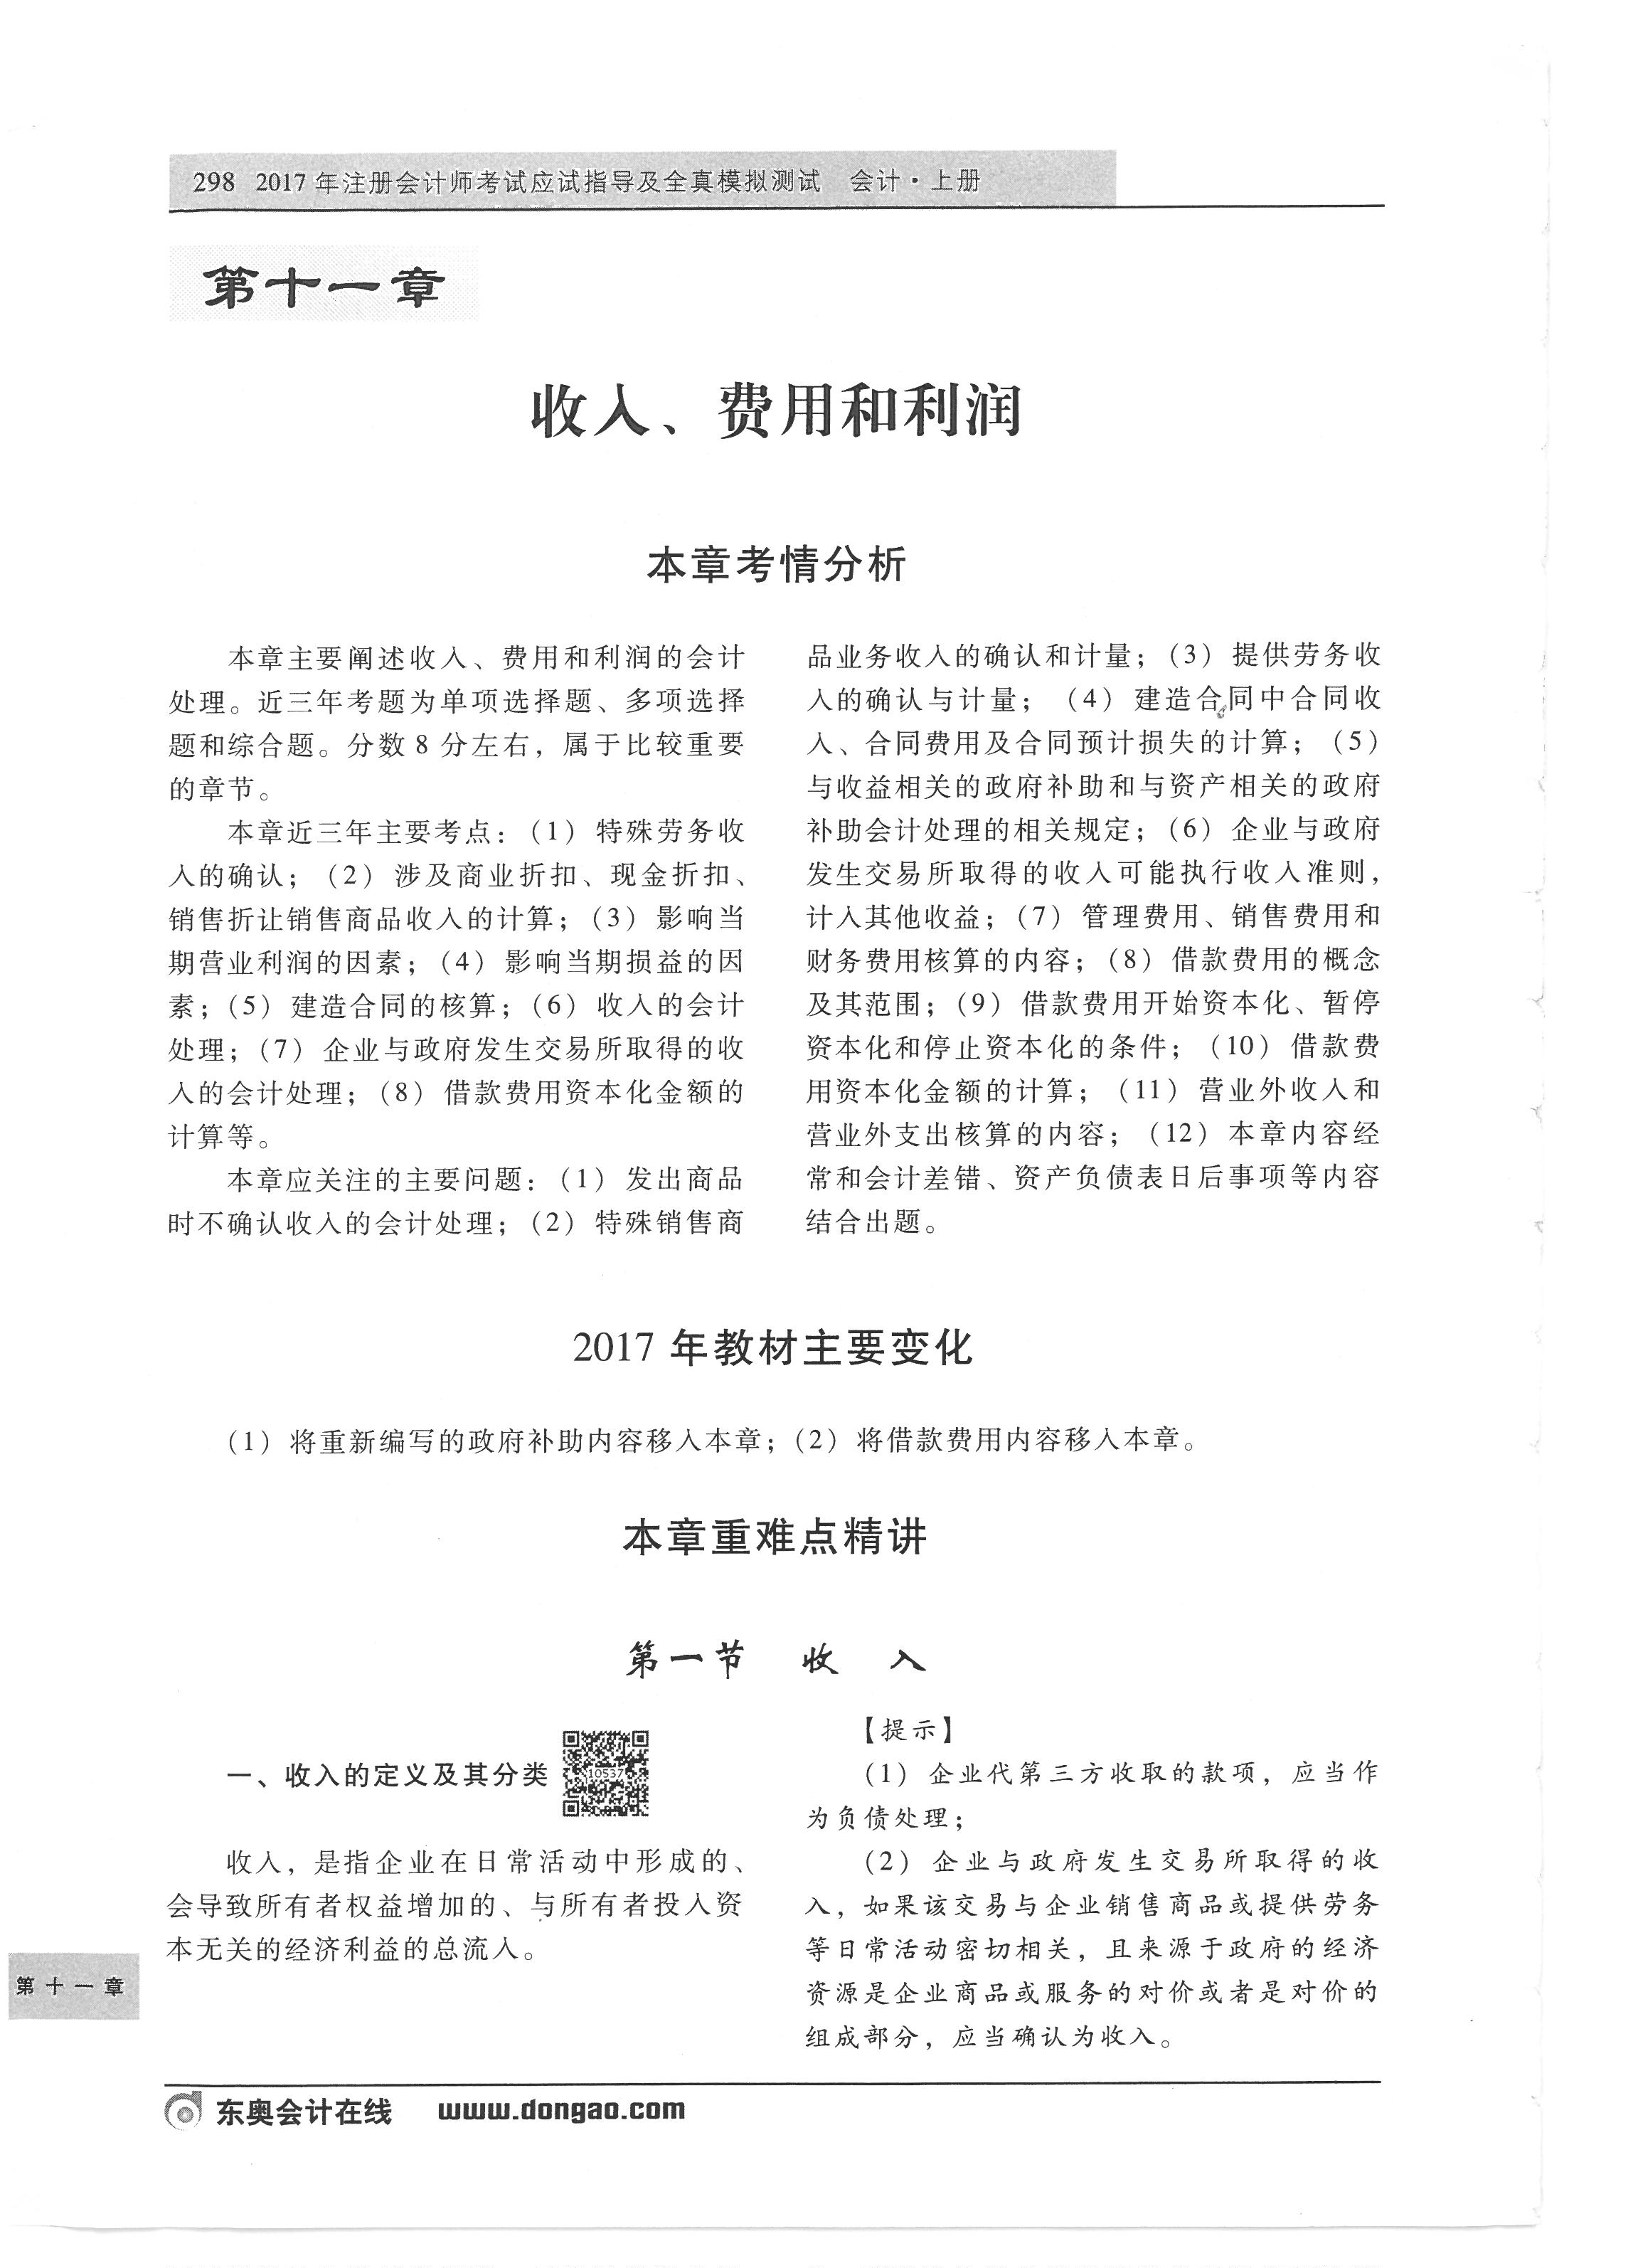 298 2017年注册会计师考试应试指导及全真模拟测试 会计·上册
第十一章
收入、费用和利润
本章考情分析
本章主要阐述收入、费用和利润的会计
处理。近三年考题为单项选择题、多项选择
题和综合题。分数8分左右，属于比较重要
的章节。
本章近三年主要考点：（1）特殊劳务收
入的确认；（2）涉及商业折扣、现金折扣、
销售折让销售商品收入的计算；（3）影响当
期营业利润的因素；（4）影响当期损益的因
素；（5）建造合同的核算；（6）收入的会计
处理；（7）企业与政府发生交易所取得的收
入的会计处理；（8）借款费用资本化金额的
计算等。
本章应关注的主要问题：（1）发出商品
时不确认收入的会计处理；（2）特殊销售商
品业务收入的确认和计量；（3）提供劳务收
入的确认与计量；（4）建造合同中合同收
入、合同费用及合同预计损失的计算；（5）
与收益相关的政府补助和与资产相关的政府
补助会计处理的相关规定；（6）企业与政府
发生交易所取得的收入可能执行收入准则，
计入其他收益；（7）管理费用、销售费用和
财务费用核算的内容；（8）借款费用的概念
及其范围；（9）借款费用开始资本化、暂停
资本化和停止资本化的条件；（10）借款费
用资本化金额的计算；（11）营业外收入和
营业外支出核算的内容；（12）本章内容经
常和会计差错、资产负债表日后事项等内容
结合出题。
2017年教材主要变化
（1）将重新编写的政府补助内容移入本章；（2）将借款费用内容移入本章。
本章重难点精讲
第一节 收 入
一、收入的定义及其分类
10537
收入，是指企业在日常活动中形成的、
会导致所有者权益增加的、与所有者投入资
本无关的经济利益的总流入。
【提示】
（1）企业代第三方收取的款项，应当作
为负债处理；
（2）企业与政府发生交易所取得的收
入，如果该交易与企业销售商品或提供劳务
等日常活动密切相关，且来源于政府的经济
资源是企业商品或服务的对价或者是对价的
组成部分，应当确认为收入。
第十一章
东奥会计在线 www.dongao.com